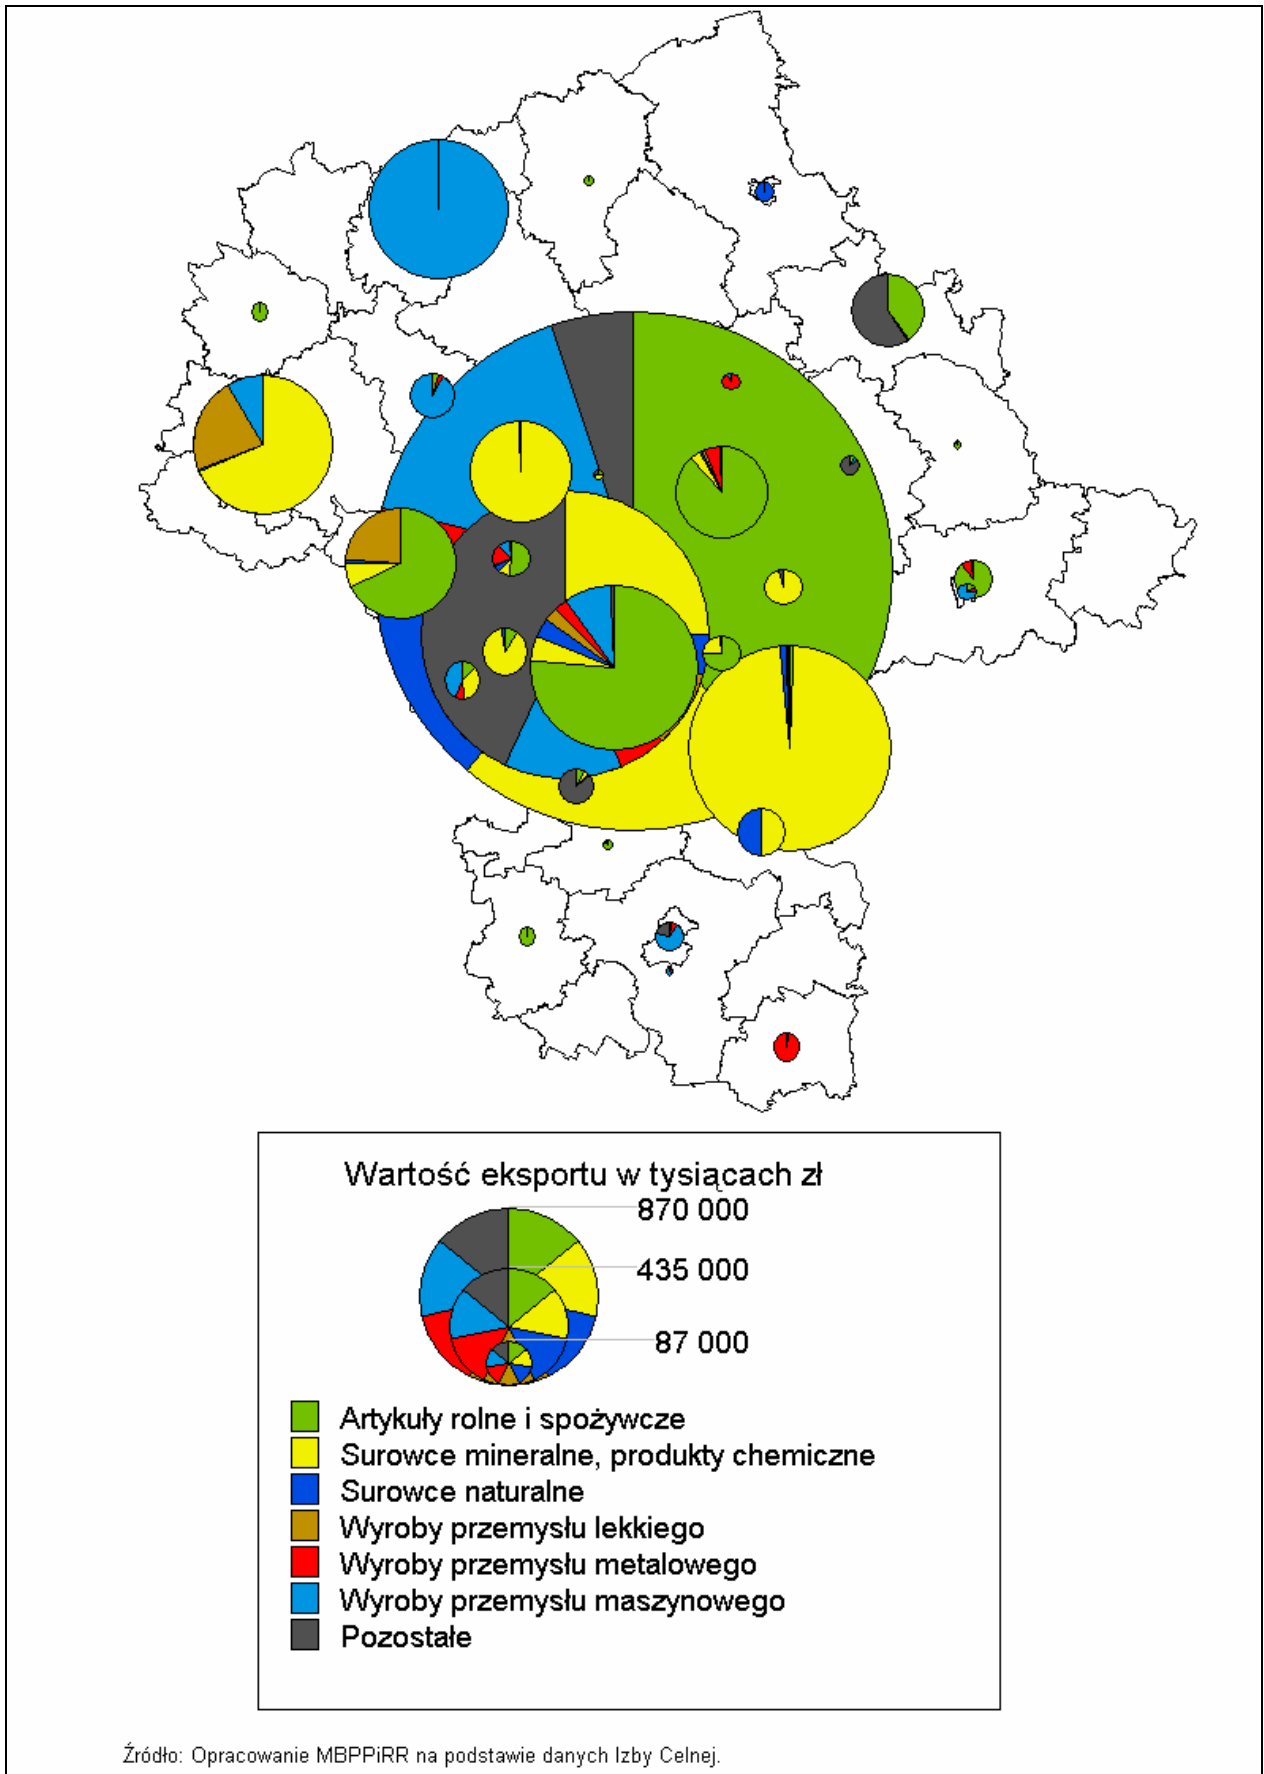 Wartość eksportu w tysiącach zł
870 000
435 000
87 000
Artykuły rolne i spożywcze
Surowce mineralne, produkty chemiczne
Surowce naturalne
Wyroby przemysłu lekkiego
Wyroby przemysłu metalowego
Wyroby przemysłu maszynowego
Pozostałe
Źródło: Opracowanie MBPPiRR na podstawie danych Izby Celnej.